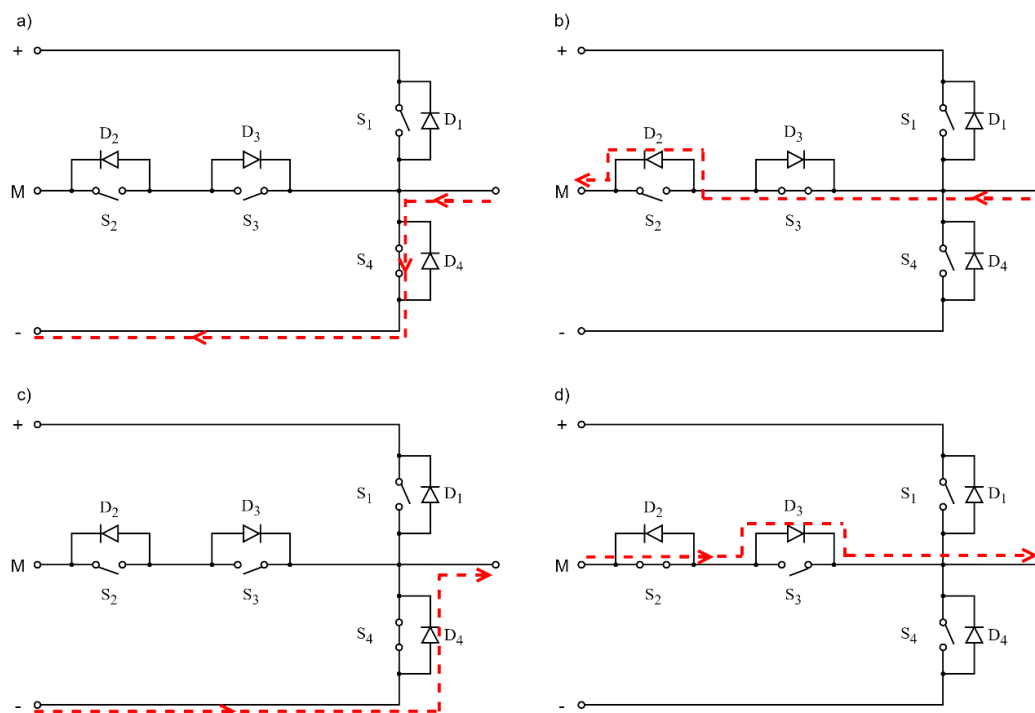 a)
+
S1
D1
D2
D3
M
S2
S3
S4
D4
-
b)
+
S1
D1
D2
D3
M
S2
S3
S4
D4
-
c)
+
S1
D1
D2
D3
M
S2
S3
S4
D4
-
d)
+
S1
D1
D2
D3
M
S2
S3
S4
D4
-